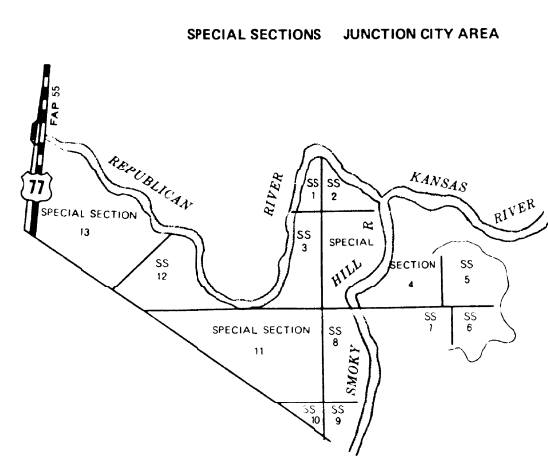 SPECIAL SECTIONS JUNCTION CITY AREA
FAP 55
77
REPUBLICAN RIVER
KANSAS RIVER
SMOKY HILL R
SPECIAL SECTION
13
SS
12
SS
1
SS
2
SS
3
SPECIAL SECTION
4
SS
5
SS
7
SS
6
SPECIAL SECTION
11
SS
8
SS
10
SS
9